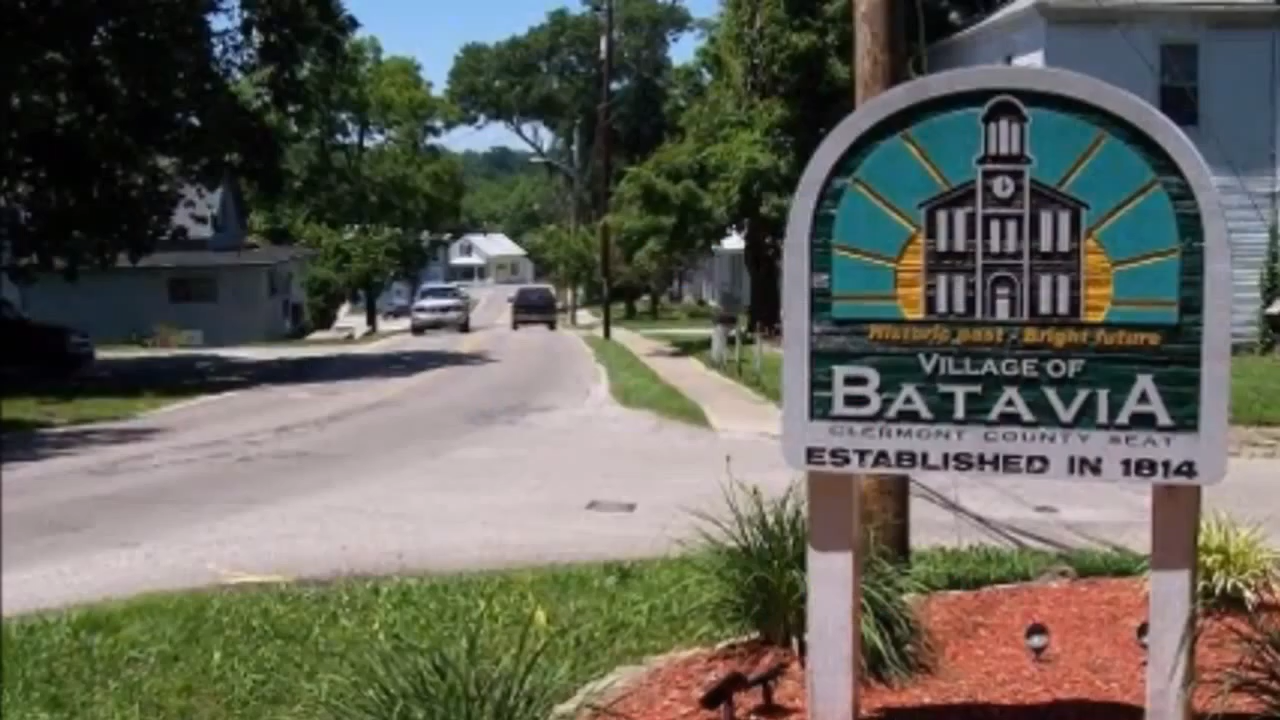 Historic past · Bright future
VILLAGE OF
BATAVIA
CLERMONT COUNTY SEAT
ESTABLISHED IN 1814